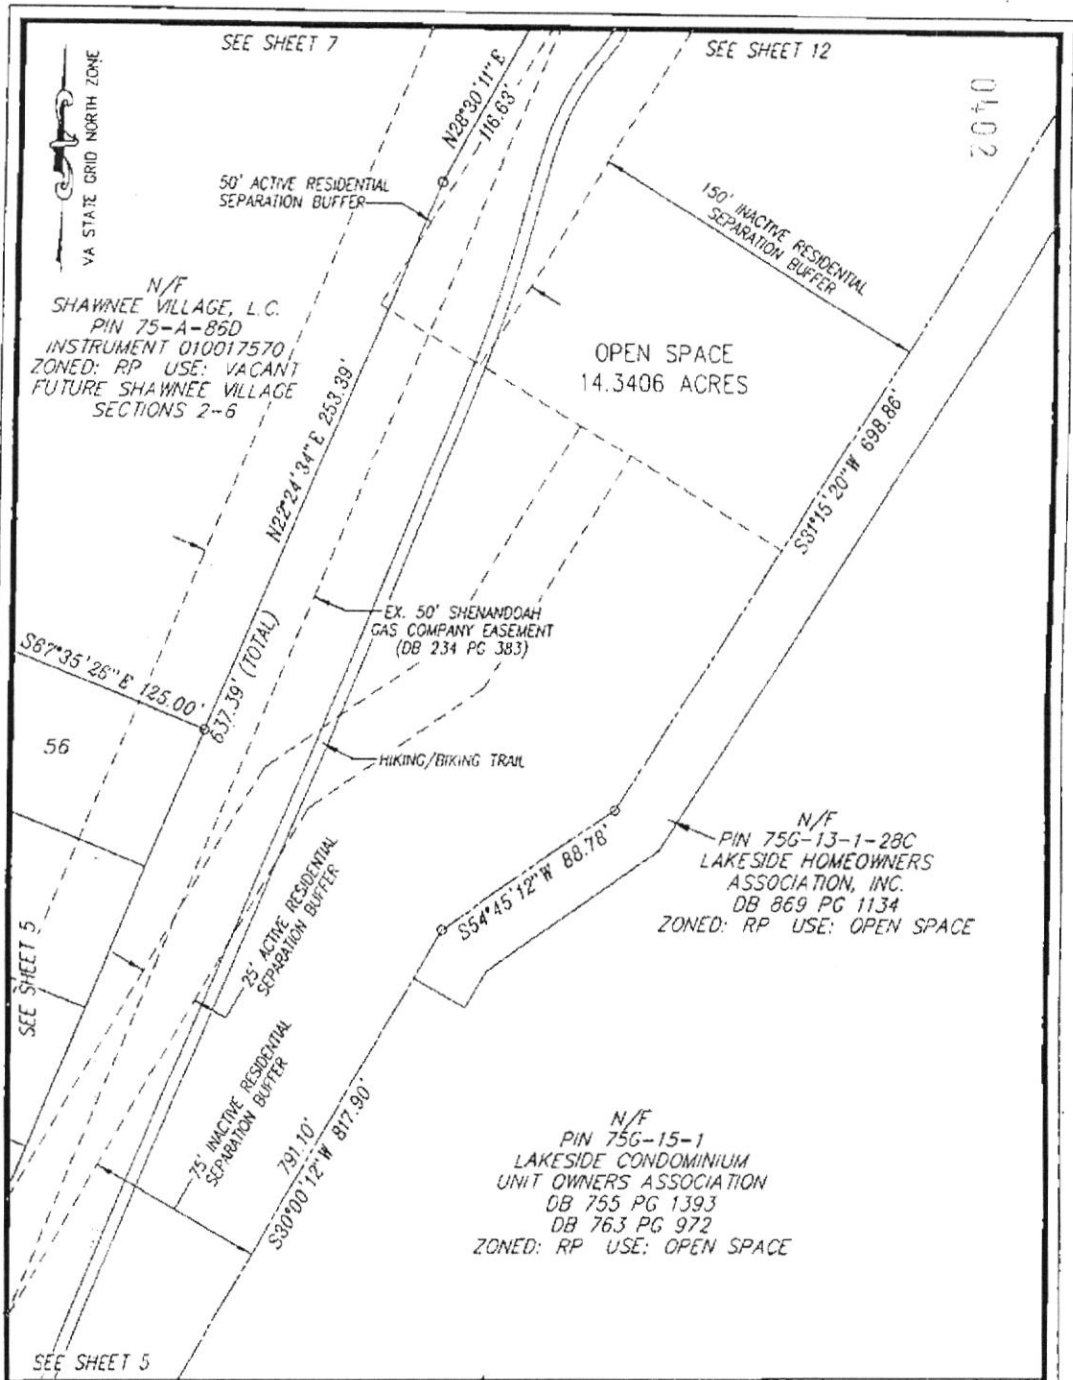 SEE SHEET 7
SEE SHEET 12
0402
VA STATE GRID NORTH ZONE
N28°30'11"E
116.63'
50' ACTIVE RESIDENTIAL
SEPARATION BUFFER
150' INACTIVE RESIDENTIAL
SEPARATION BUFFER
N/F
SHAWNEE VILLAGE, L.C.
PIN 75-A-86D
INSTRUMENT 010017570
ZONED: RP USE: VACANT
FUTURE SHAWNEE VILLAGE
SECTIONS 2-6
OPEN SPACE
14.3406 ACRES
N22°24'34"E 253.39'
S31°15'20"W 698.86'
EX. 50' SHENANDOAH
GAS COMPANY EASEMENT
(DB 234 PG 383)
S67°35'26"E 125.00'
637.39' (TOTAL)
56
HIKING/BIKING TRAIL
N/F
PIN 75G-13-1-28C
LAKESIDE HOMEOWNERS
ASSOCIATION, INC.
DB 869 PG 1134
ZONED: RP USE: OPEN SPACE
S54°45'12"W 88.78'
25' ACTIVE RESIDENTIAL
SEPARATION BUFFER
SEE SHEET 5
75' INACTIVE RESIDENTIAL
SEPARATION BUFFER
791.10'
S30°00'12"W 817.90'
N/F
PIN 75G-15-1
LAKESIDE CONDOMINIUM
UNIT OWNERS ASSOCIATION
DB 755 PG 1393
DB 763 PG 972
ZONED: RP USE: OPEN SPACE
SEE SHEET 5